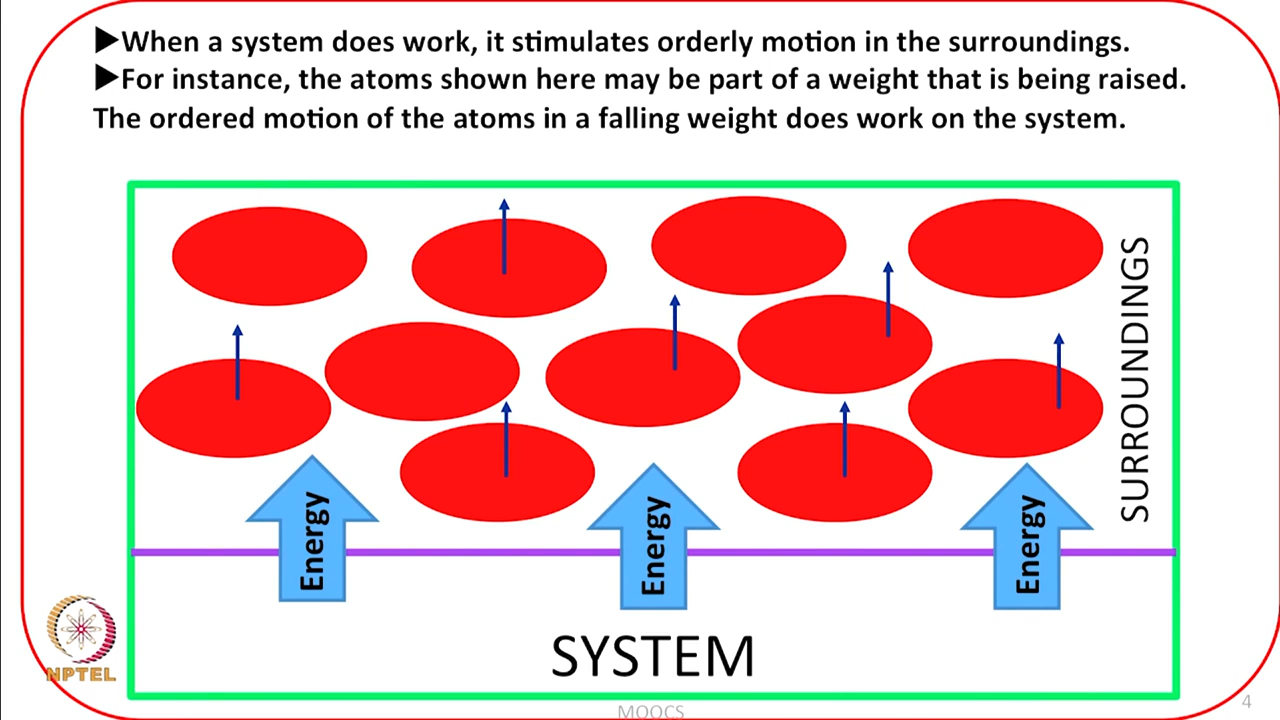 ▶When a system does work, it stimulates orderly motion in the surroundings.
▶For instance, the atoms shown here may be part of a weight that is being raised.
The ordered motion of the atoms in a falling weight does work on the system.
SURROUNDINGS
Energy
Energy
Energy
SYSTEM
NPTEL
MOOCS
4